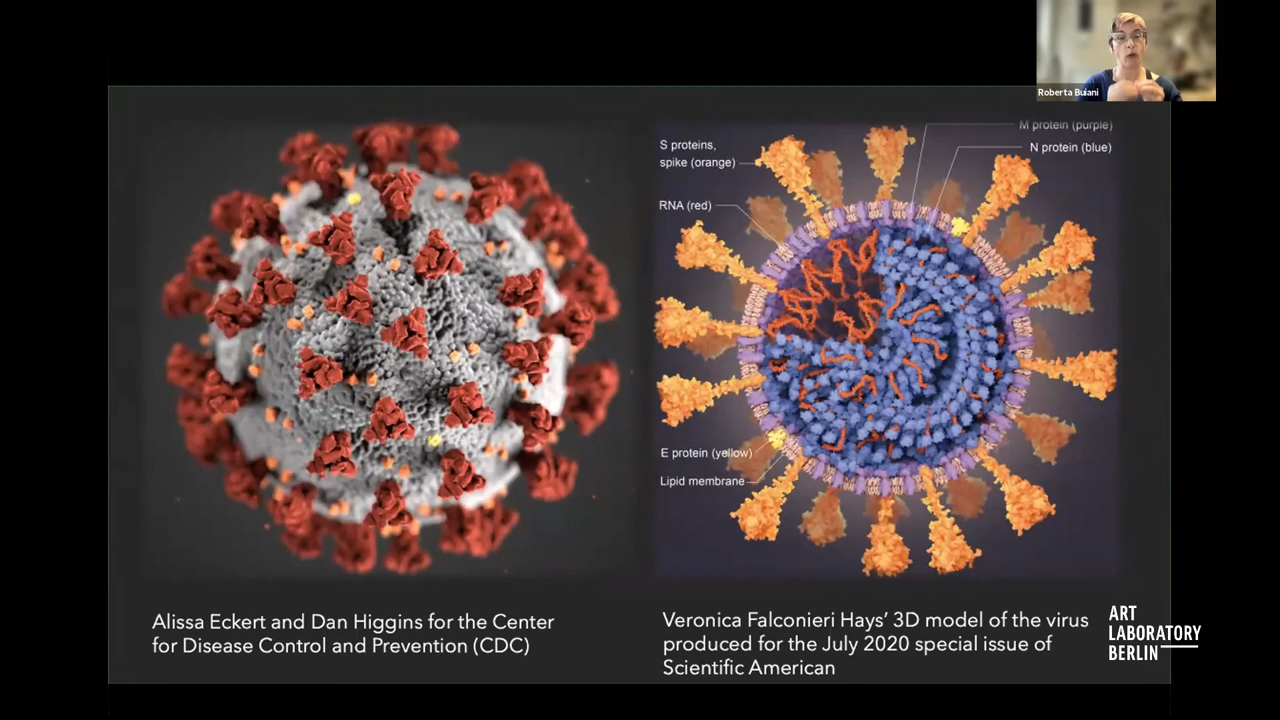 Roberta Buiani
S proteins,
spike (orange)
RNA (red)
M protein (purple)
N protein (blue)
E protein (yellow)
Lipid membrane
Alissa Eckert and Dan Higgins for the Center
for Disease Control and Prevention (CDC)
Veronica Falconieri Hays’ 3D model of the virus
produced for the July 2020 special issue of
Scientific American
ART
LABORATORY
BERLIN